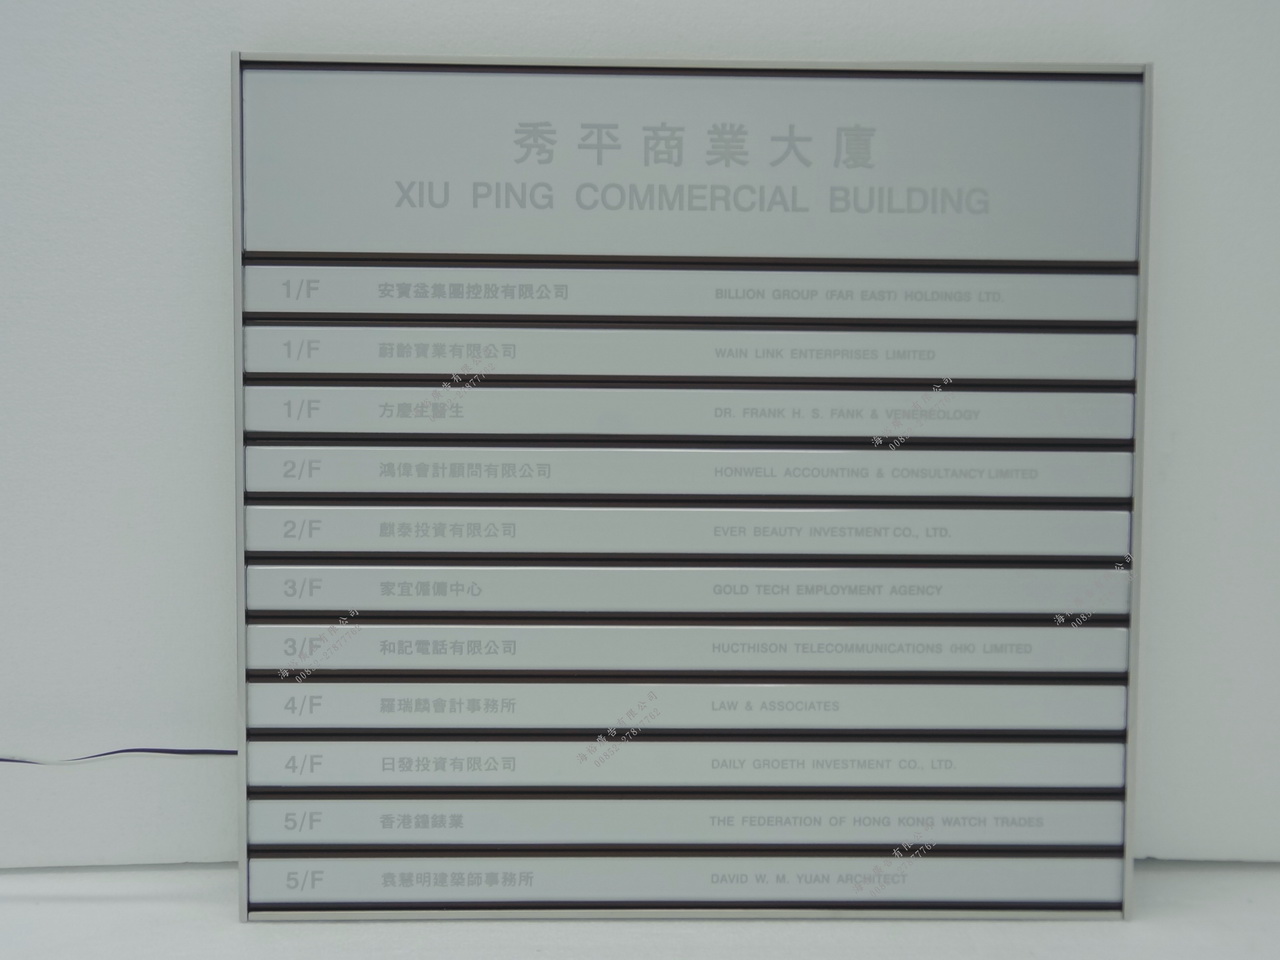 秀平商業大廈
XIU PING COMMERCIAL BUILDING
1/F 安寶盆集團控股有限公司 BILLION GROUP (FAR EAST) HOLDINGS LTD.
1/F 蔚齡實業有限公司 WAIN LINK ENTERPRISES LIMITED
1/F 方慶生醫生 DR. FRANK H. S. FANK & VENEREOLOGY
2/F 鴻偉會計顧問有限公司 HONWELL ACCOUNTING & CONSULTANCY LIMITED
2/F 麒泰投資有限公司 EVER BEAUTY INVESTMENT CO., LTD.
3/F 家宜僱傭中心 GOLD TECH EMPLOYMENT AGENCY
3/F 和記電話有限公司 HUCTHISON TELECOMMUNICATIONS (HK) LIMITED
4/F 羅瑞麟會計事務所 LAW & ASSOCIATES
4/F 日發投資有限公司 DAILY GROETH INVESTMENT CO., LTD.
5/F 香港鐘錶業 THE FEDERATION OF HONG KONG WATCH TRADES
5/F 袁慧明建築師事務所 DAVID W. M. YUAN ARCHITECT